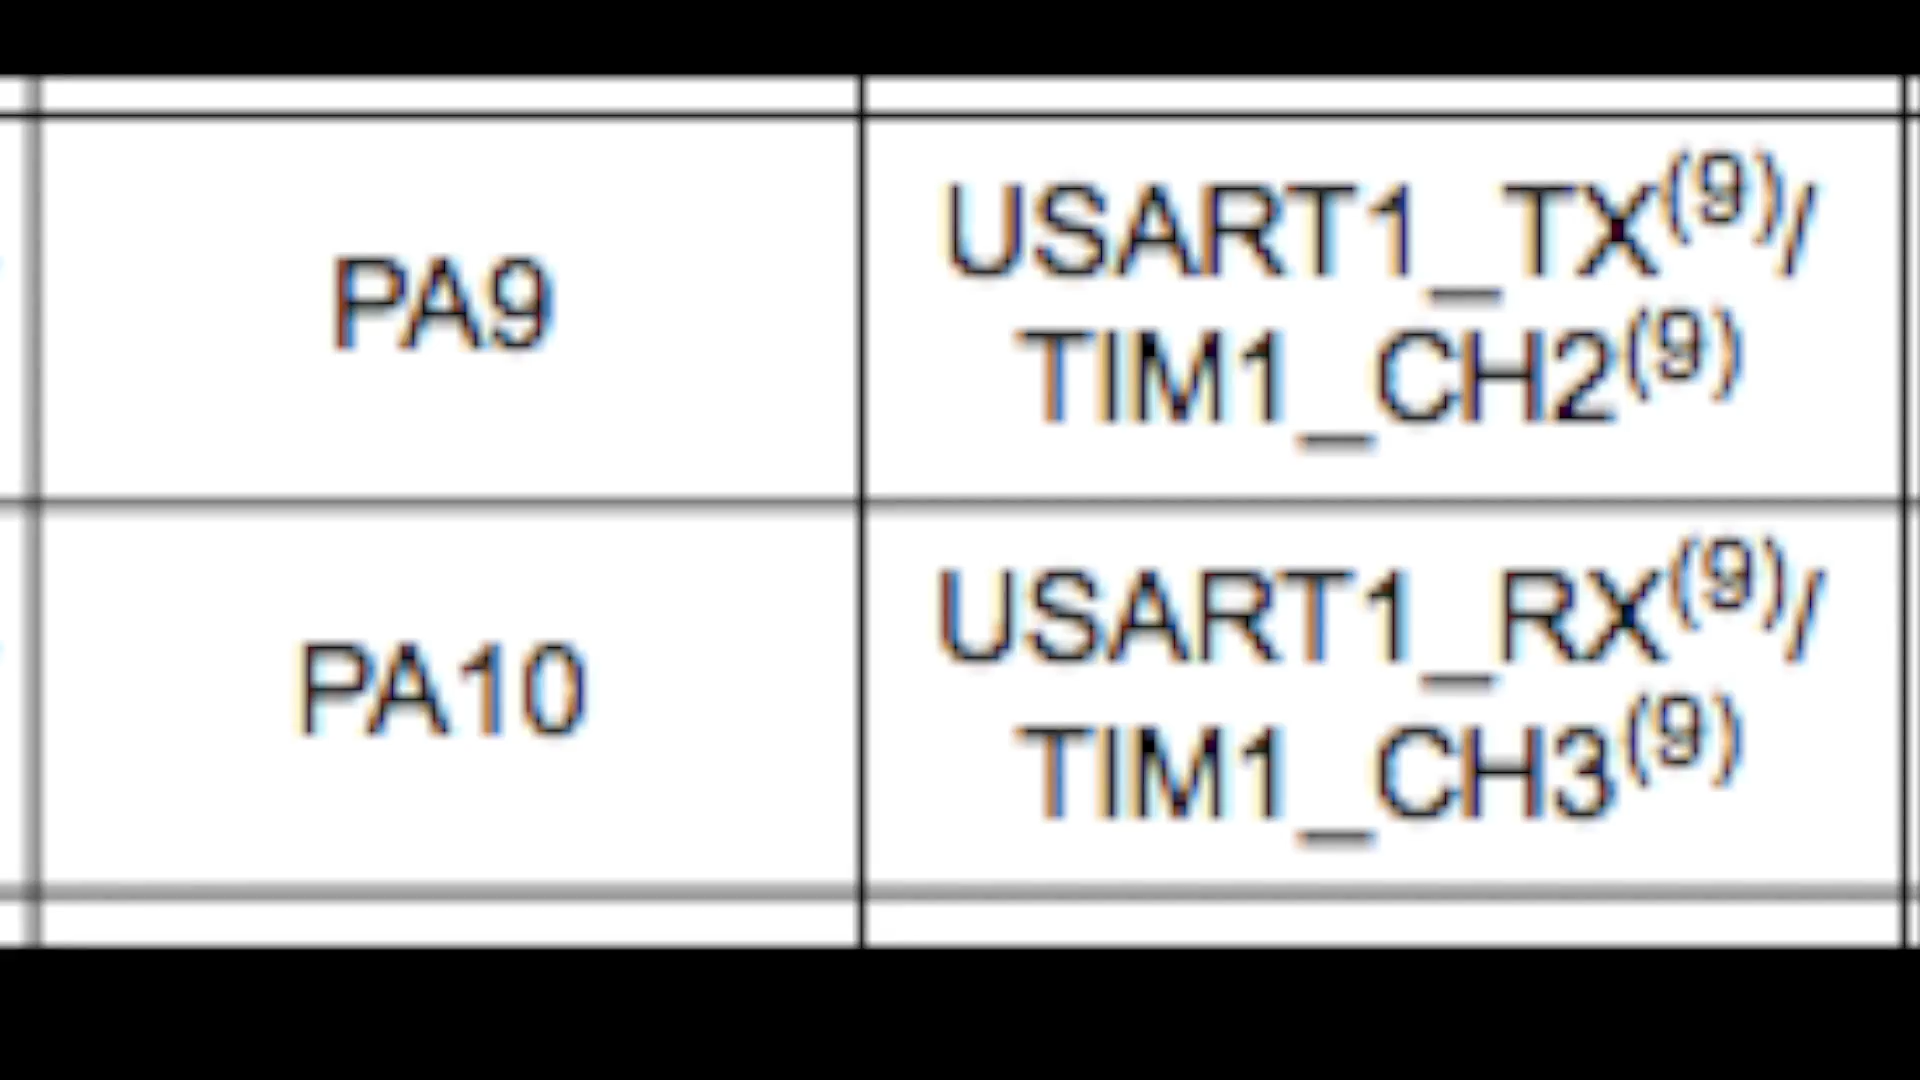 PA9
USART1_TX(9)/
TIM1_CH2(9)
PA10
USART1_RX(9)/
TIM1_CH3(9)